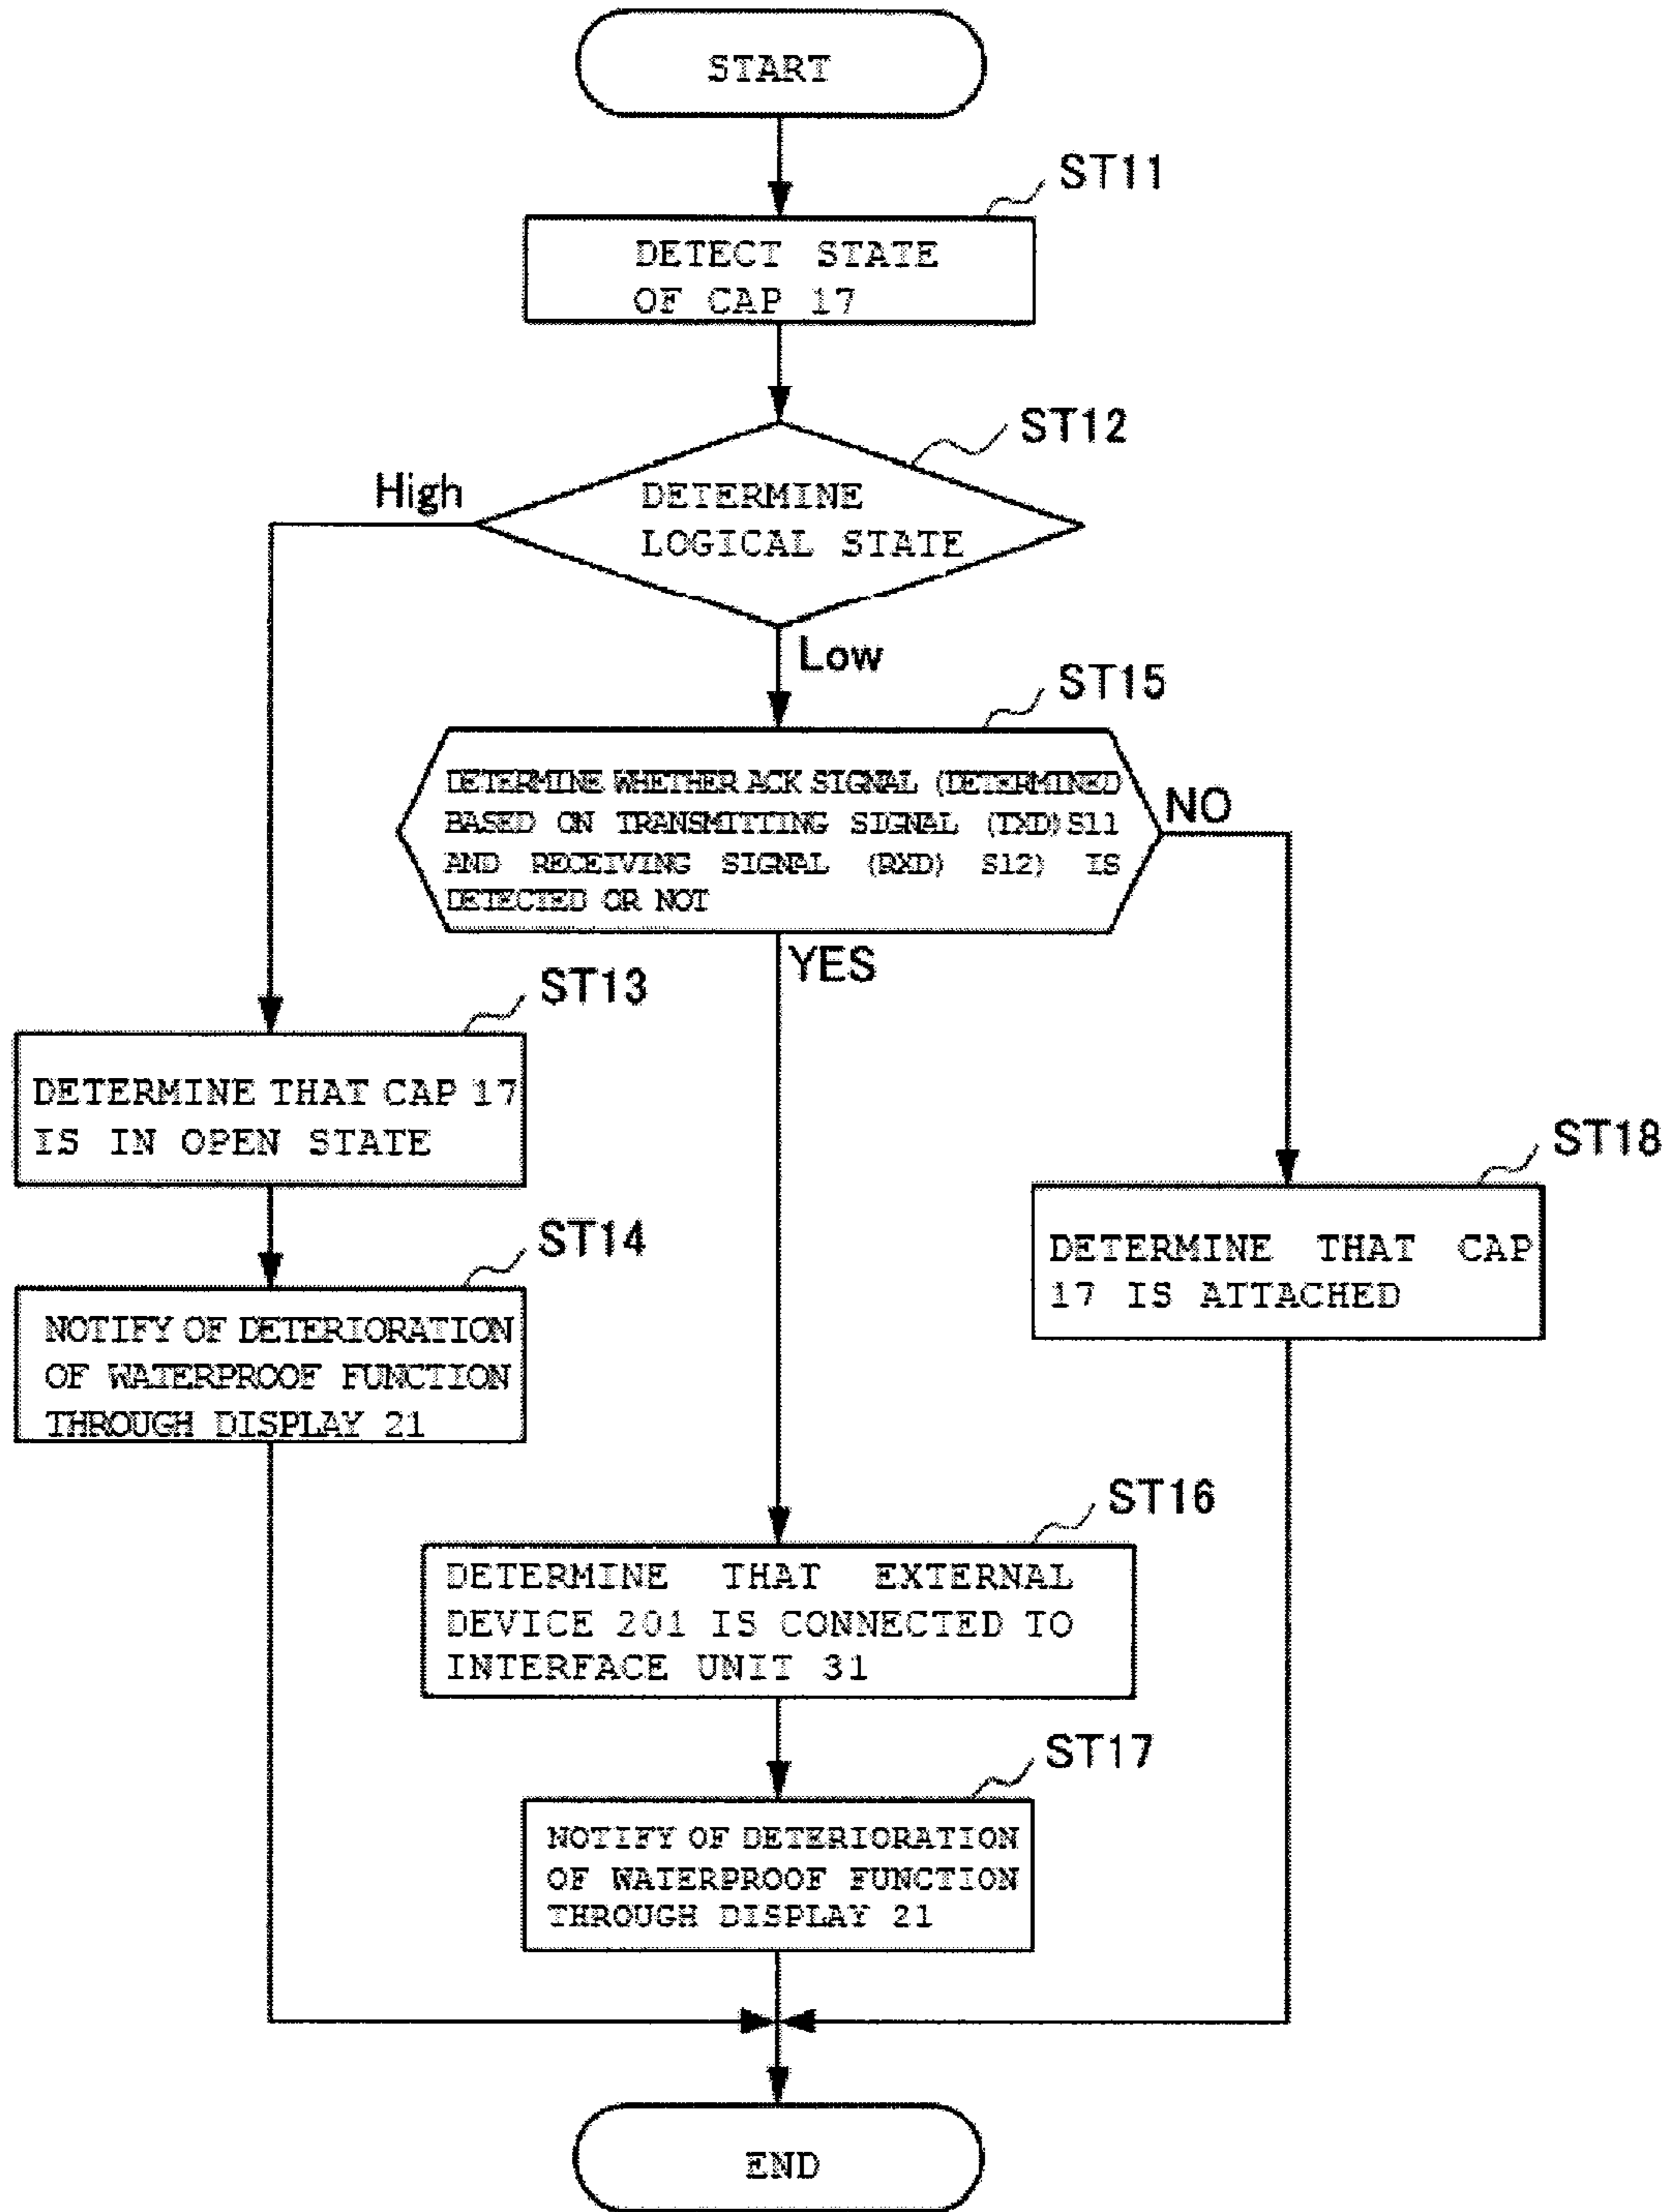 START
ST11
DETECT STATE
OF CAP 17
ST12
High
DETERMINE
LOGICAL STATE
Low
ST15
DETERMINE WHETHER ACK SIGNAL (DETERMINED
BASED ON TRANSMITTING SIGNAL (TXD)S11
AND RECEIVING SIGNAL (RXD) S12) IS
DETECTED OR NOT
NO
YES
ST13
DETERMINE THAT CAP 17
IS IN OPEN STATE
ST18
DETERMINE THAT CAP
17 IS ATTACHED
ST14
NOTIFY OF DETERIORATION
OF WATERPROOF FUNCTION
THROUGH DISPLAY 21
ST16
DETERMINE THAT EXTERNAL
DEVICE 201 IS CONNECTED TO
INTERFACE UNIT 31
ST17
NOTIFY OF DETERIORATION
OF WATERPROOF FUNCTION
THROUGH DISPLAY 21
END